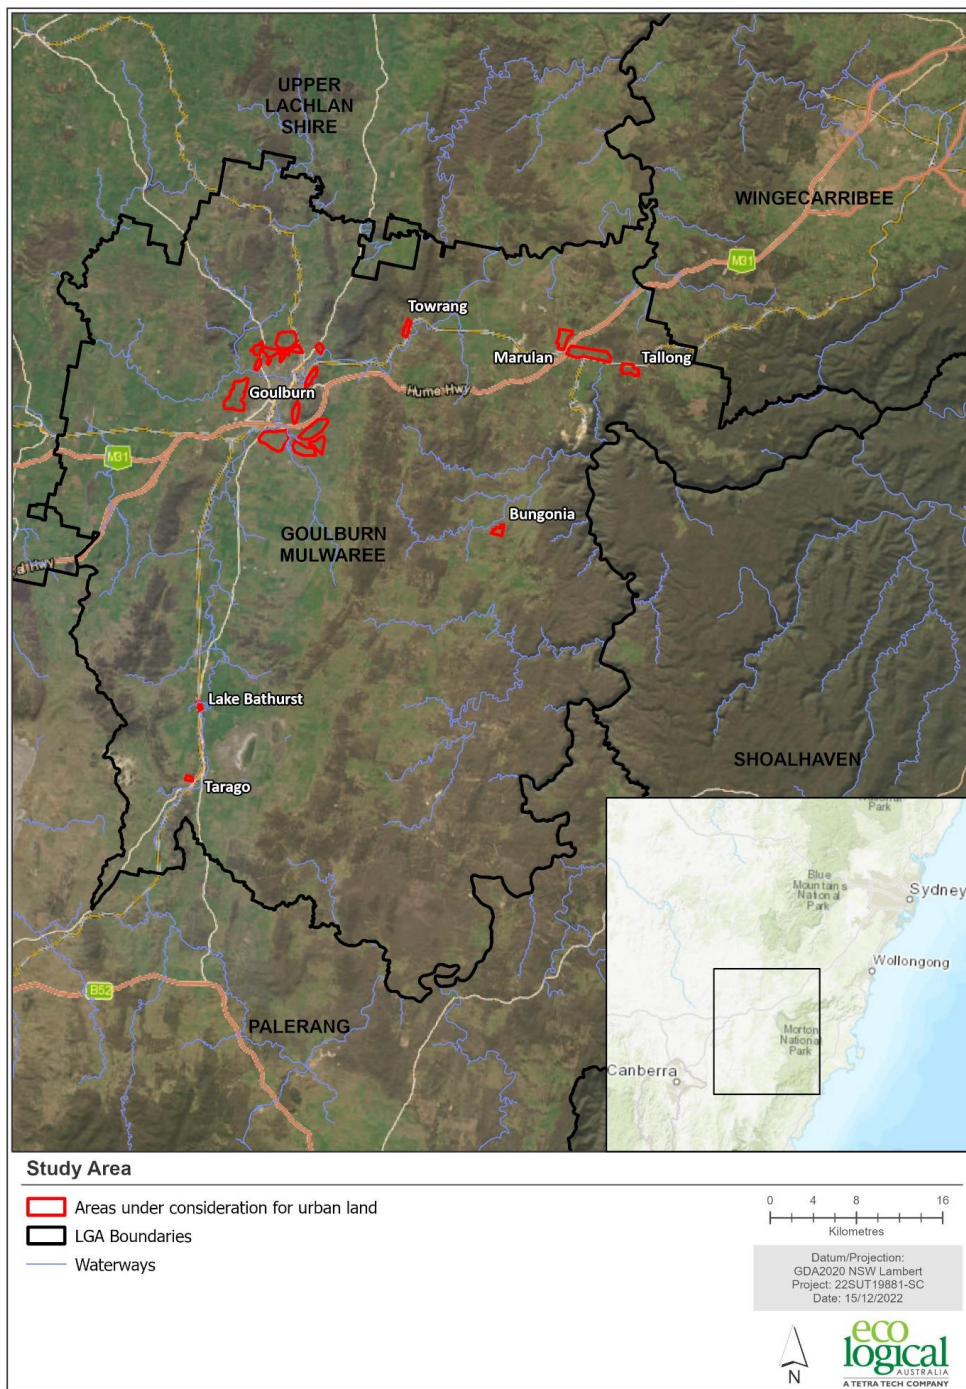 UPPER
LACHLAN
SHIRE
WINGECARRIBEE
M31
Towrang
Marulan
Tallong
Goulburn
Hume Hwy
M31
Bungonia
GOULBURN
MULWAREE
Hwy
Lake Bathurst
SHOALHAVEN
Tarago
B52
PALERANG
National
Park
Blue
Mountains
National
Park
Sydney
Wollongong
Morton
National
Park
Canberra
Study Area
Areas under consideration for urban land
LGA Boundaries
Waterways
0 4 8 16
Kilometres
Datum/Projection:
GDA2020 NSW Lambert
Project: 22SUT19881-SC
Date: 15/12/2022
N
eco
logical
AUSTRALIA
A TETRA TECH COMPANY